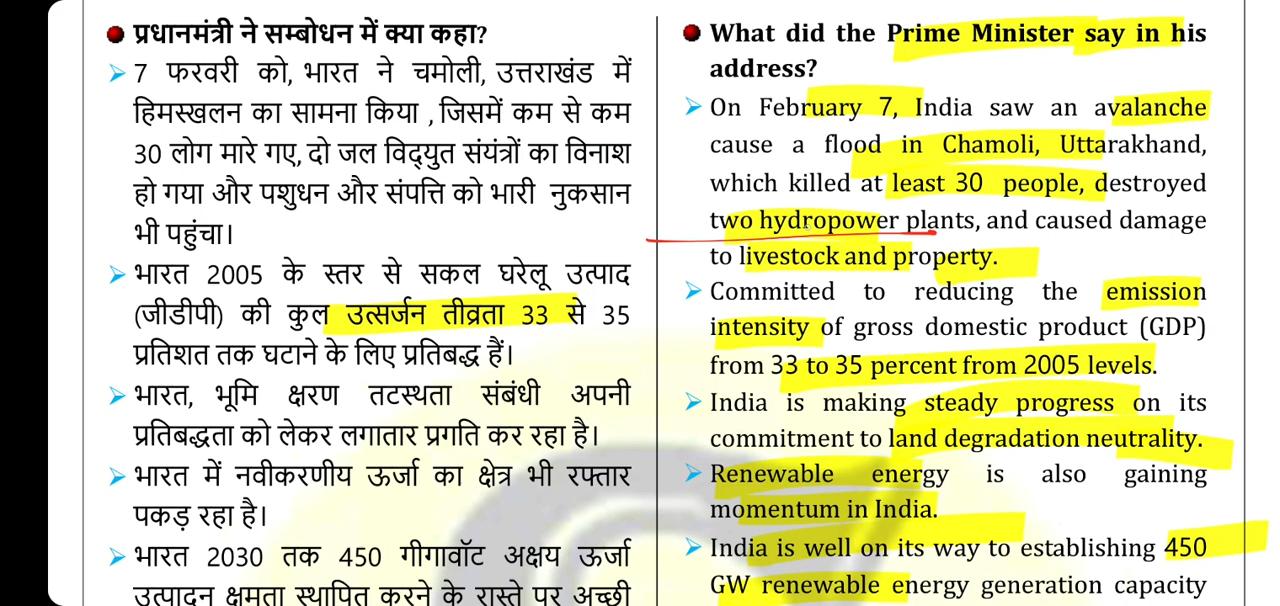 प्रधानमंत्री ने सम्बोधन में क्या कहा?
7 फरवरी को, भारत ने चमोली, उत्तराखंड में
हिमस्खलन का सामना किया , जिसमें कम से कम
30 लोग मारे गए, दो जल विद्युत संयंत्रों का विनाश
हो गया और पशुधन और संपत्ति को भारी नुकसान
भी पहुंचा।
भारत 2005 के स्तर से सकल घरेलू उत्पाद
(जीडीपी) की कुल उत्सर्जन तीव्रता 33 से 35
प्रतिशत तक घटाने के लिए प्रतिबद्ध हैं।
भारत, भूमि क्षरण तटस्थता संबंधी अपनी
प्रतिबद्धता को लेकर लगातार प्रगति कर रहा है।
भारत में नवीकरणीय ऊर्जा का क्षेत्र भी रफ्तार
पकड़ रहा है।
भारत 2030 तक 450 गीगावॉट अक्षय ऊर्जा
उत्पादन क्षमता स्थापित करने के रास्ते पर अच्छी
What did the Prime Minister say in his
address?
On February 7, India saw an avalanche
cause a flood in Chamoli, Uttarakhand,
which killed at least 30 people, destroyed
two hydropower plants, and caused damage
to livestock and property.
Committed to reducing the emission
intensity of gross domestic product (GDP)
from 33 to 35 percent from 2005 levels.
India is making steady progress on its
commitment to land degradation neutrality.
Renewable energy is also gaining
momentum in India.
India is well on its way to establishing 450
GW renewable energy generation capacity